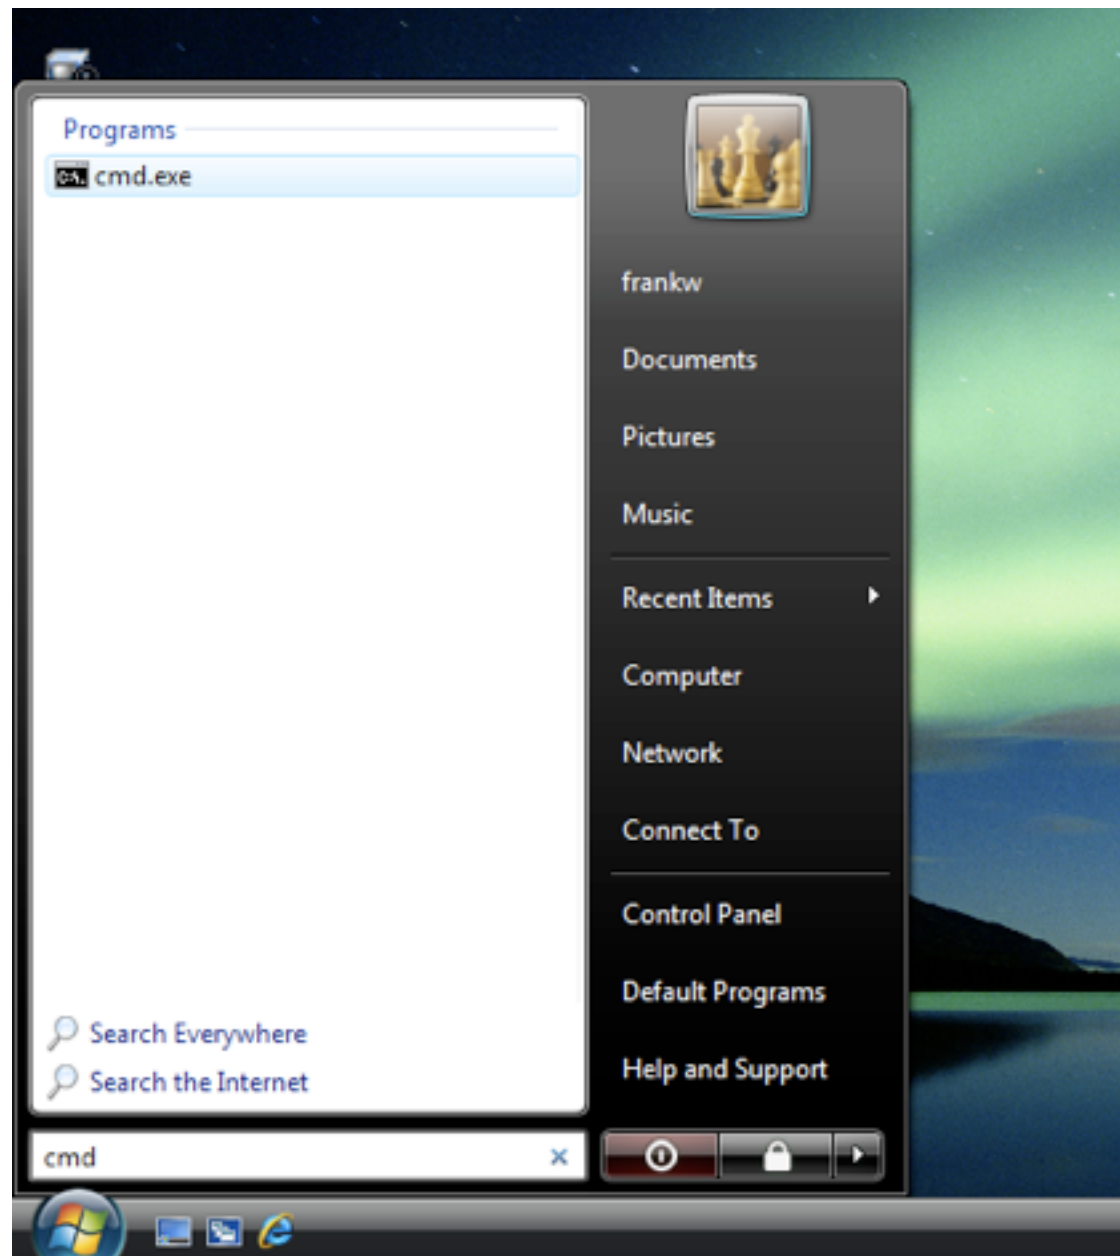 Programs
cmd.exe
Search Everywhere
Search the Internet
cmd
frankw
Documents
Pictures
Music
Recent Items
Computer
Network
Connect To
Control Panel
Default Programs
Help and Support